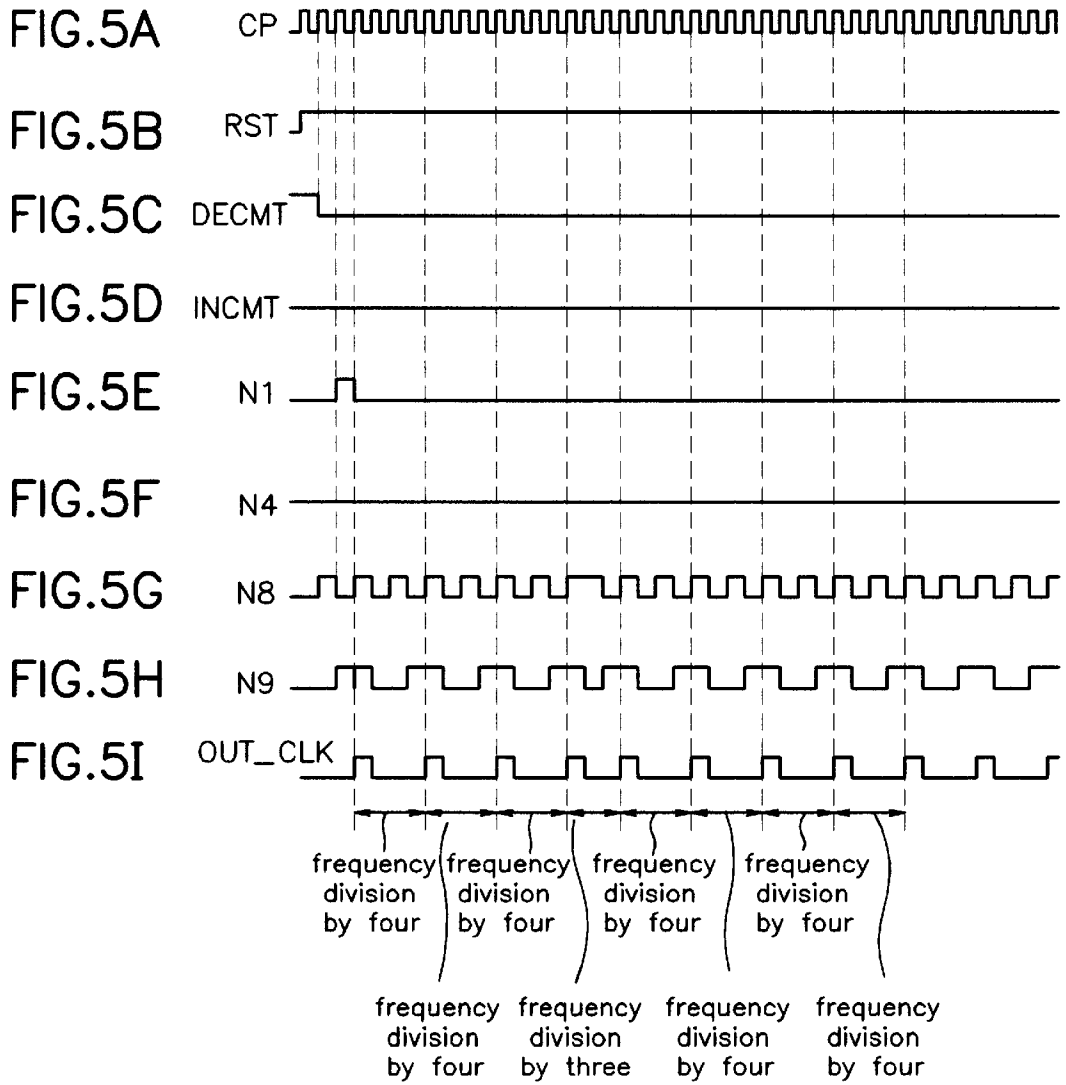 FIG.5A CP
FIG.5B RST
FIG.5C DECMT
FIG.5D INCMT
FIG.5E N1
FIG.5F N4
FIG.5G N8
FIG.5H N9
FIG.5I OUT_CLK
frequency
division
by four
frequency
division
by four
frequency
division
by four
frequency
division
by four
frequency
division
by four
frequency
division
by three
frequency
division
by four
frequency
division
by four